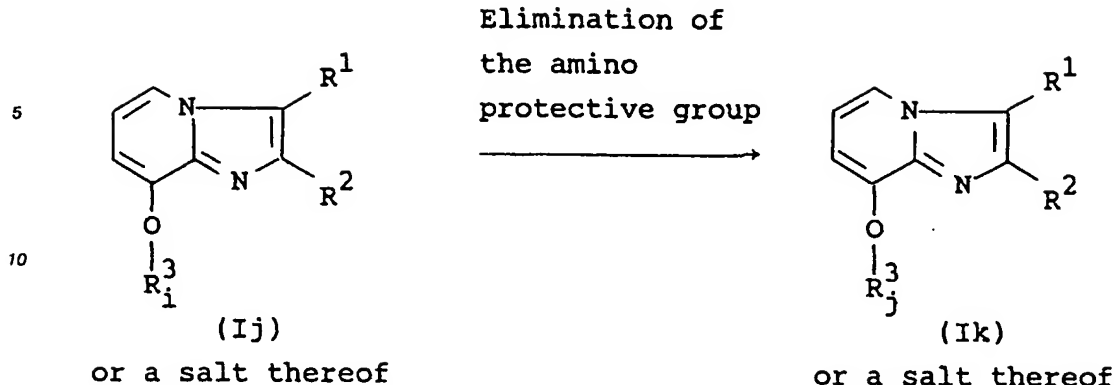 Elimination of
the amino
protective group
R1
5
N
N
R2
O
R3i
10
(Ij)
or a salt thereof
R1
N
N
R2
O
R3j
(Ik)
or a salt thereof